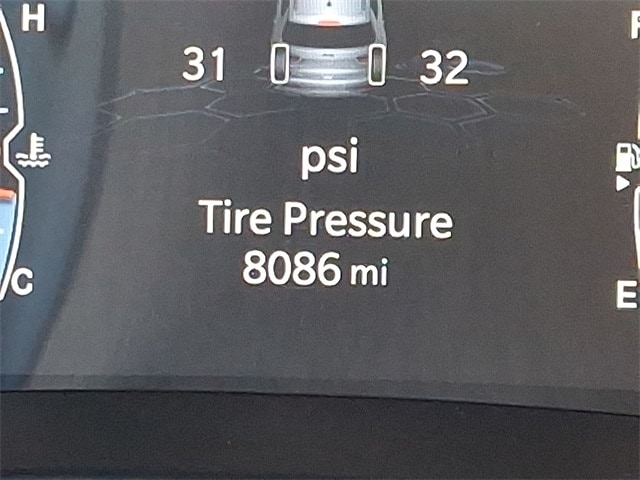 H
31 32
psi
Tire Pressure
8086 mi
C
E